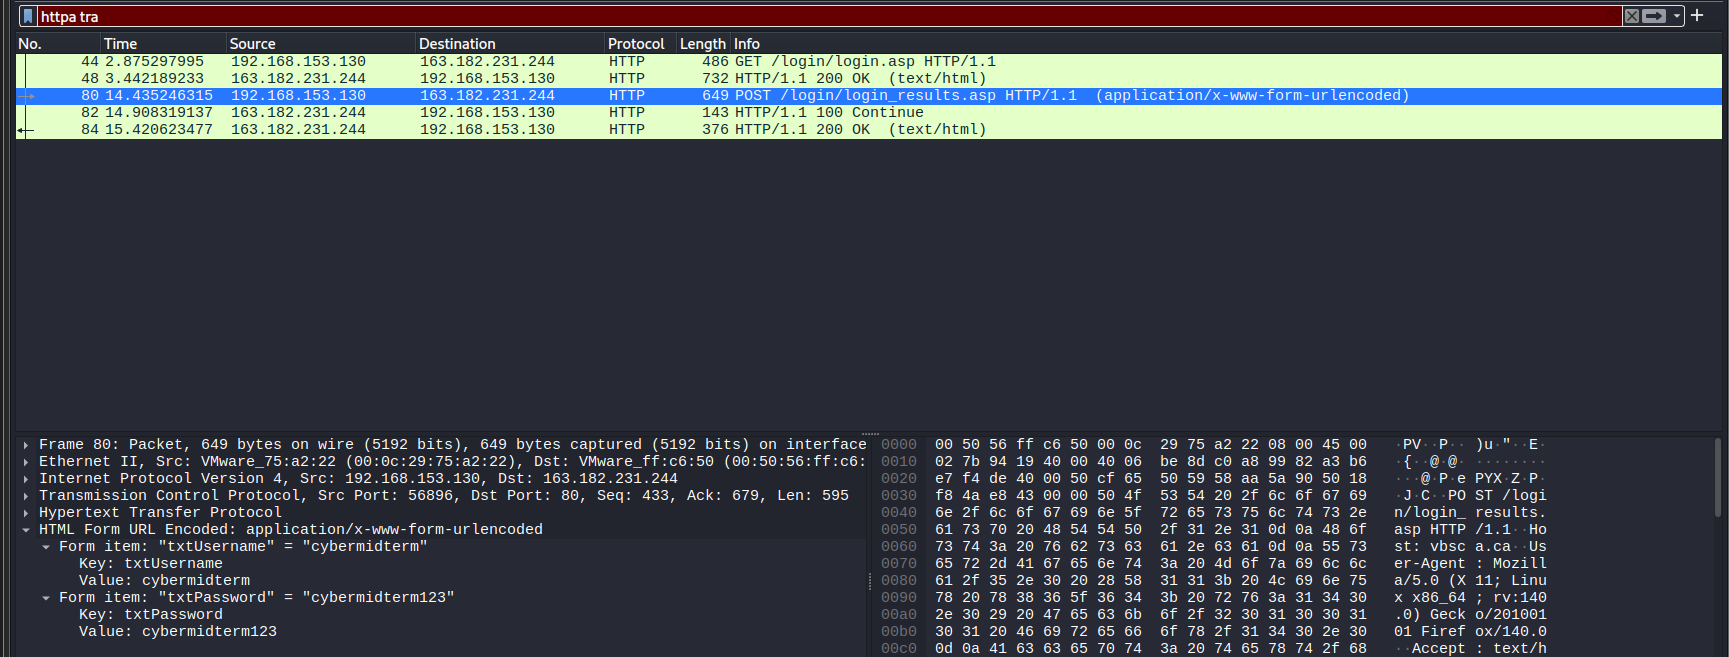 httpa tra
No. Time Source Destination Protocol Length Info
44 2.875297995 192.168.153.130 163.182.231.244 HTTP 486 GET /login/login.asp HTTP/1.1
48 3.442189233 163.182.231.244 192.168.153.130 HTTP 732 HTTP/1.1 200 OK  (text/html)
80 14.435246315 192.168.153.130 163.182.231.244 HTTP 649 POST /login/login_results.asp HTTP/1.1  (application/x-www-form-urlencoded)
82 14.908319137 163.182.231.244 192.168.153.130 HTTP 143 HTTP/1.1 100 Continue
84 15.420623477 163.182.231.244 192.168.153.130 HTTP 376 HTTP/1.1 200 OK  (text/html)
Frame 80: Packet, 649 bytes on wire (5192 bits), 649 bytes captured (5192 bits) on interface
Ethernet II, Src: VMware_75:a2:22 (00:0c:29:75:a2:22), Dst: VMware_ff:c6:50 (00:50:56:ff:c6:
Internet Protocol Version 4, Src: 192.168.153.130, Dst: 163.182.231.244
Transmission Control Protocol, Src Port: 56896, Dst Port: 80, Seq: 433, Ack: 679, Len: 595
Hypertext Transfer Protocol
HTML Form URL Encoded: application/x-www-form-urlencoded
Form item: "txtUsername" = "cybermidterm"
Key: txtUsername
Value: cybermidterm
Form item: "txtPassword" = "cybermidterm123"
Key: txtPassword
Value: cybermidterm123
0000 00 50 56 ff c6 50 00 0c 29 75 a2 22 08 00 45 00 ·PV··P·· )u·"··E·
0010 02 7b 94 19 40 00 40 06 be 8d c0 a8 99 82 a3 b6 ·{··@·@· ········
0020 e7 f4 de 40 00 50 cf 65 50 59 58 aa 5a 90 50 18 ···@·P·e PYX·Z·P·
0030 f8 4a e8 43 00 00 50 4f 53 54 20 2f 6c 6f 67 69 ·J·C··PO ST /logi
0040 6e 2f 6c 6f 67 69 6e 5f 72 65 73 75 6c 74 73 2e n/login_ results.
0050 61 73 70 20 48 54 54 50 2f 31 2e 31 0d 0a 48 6f asp HTTP /1.1··Ho
0060 73 74 3a 20 76 62 73 63 61 2e 63 61 0d 0a 55 73 st: vbsc a.ca··Us
0070 65 72 2d 41 67 65 6e 74 3a 20 4d 6f 7a 69 6c 6c er-Agent : Mozill
0080 61 2f 35 2e 30 20 28 58 31 31 3b 20 4c 69 6e 75 a/5.0 (X 11; Linu
0090 78 20 78 38 36 5f 36 34 3b 20 72 76 3a 31 34 30 x x86_64 ; rv:140
00a0 2e 30 29 20 47 65 63 6b 6f 2f 32 30 31 30 30 31 .0) Geck o/201001
00b0 30 31 20 46 69 72 65 66 6f 78 2f 31 34 30 2e 30 01 Firef ox/140.0
00c0 0d 0a 41 63 63 65 70 74 3a 20 74 65 78 74 2f 68 ··Accept : text/h